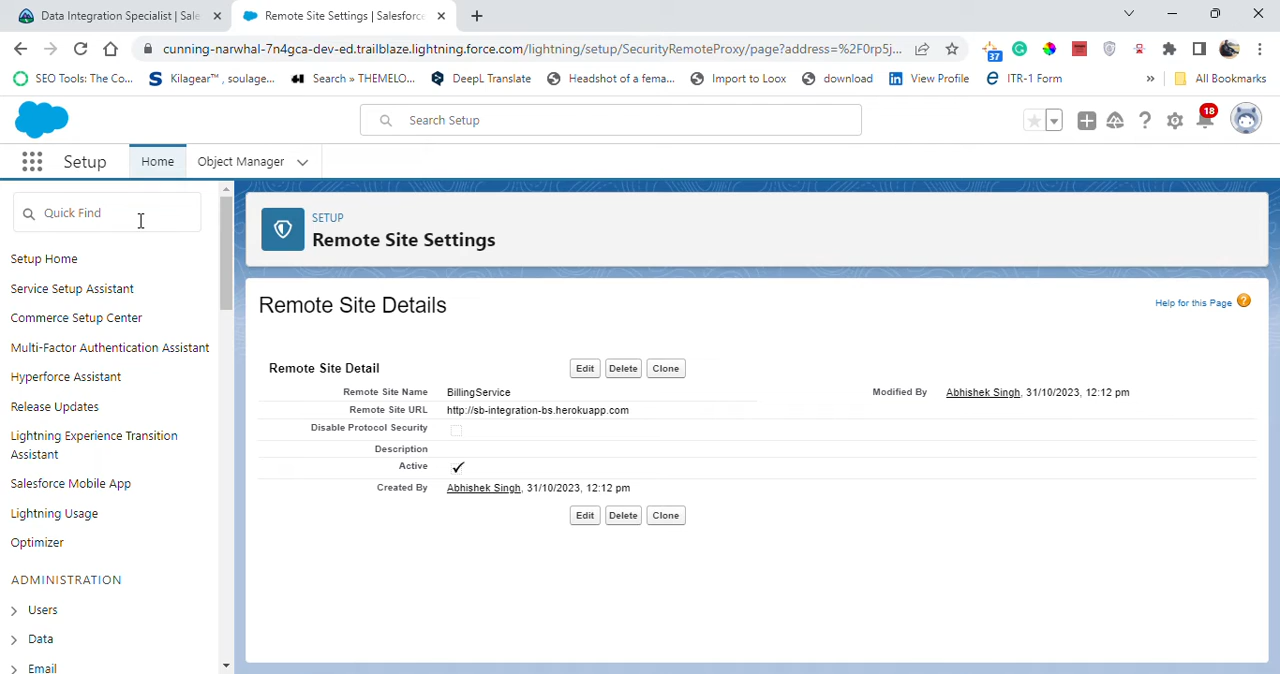 Data Integration Specialist | Sale
Remote Site Settings | Salesforce
cunning-narwhal-7n4gca-dev-ed.trailblaze.lightning.force.com/lightning/setup/SecurityRemoteProxy/page?address=%2F0rp5j...
37
SEO Tools: The Co...
Kilagear™, soulage...
Search » THEMELO...
DeepL Translate
Headshot of a fema...
Import to Loox
download
View Profile
ITR-1 Form
»
All Bookmarks
Search Setup
18
Setup
Home
Object Manager
Quick Find
Setup Home
Service Setup Assistant
Commerce Setup Center
Multi-Factor Authentication Assistant
Hyperforce Assistant
Release Updates
Lightning Experience Transition
Assistant
Salesforce Mobile App
Lightning Usage
Optimizer
ADMINISTRATION
Users
Data
Email
SETUP
Remote Site Settings
Remote Site Details
Help for this Page
Remote Site Detail
Edit Delete Clone
Remote Site Name BillingService
Modified By Abhishek Singh, 31/10/2023, 12:12 pm
Remote Site URL http://sb-integration-bs.herokuapp.com
Disable Protocol Security
Description
Active
Created By Abhishek Singh, 31/10/2023, 12:12 pm
Edit Delete Clone